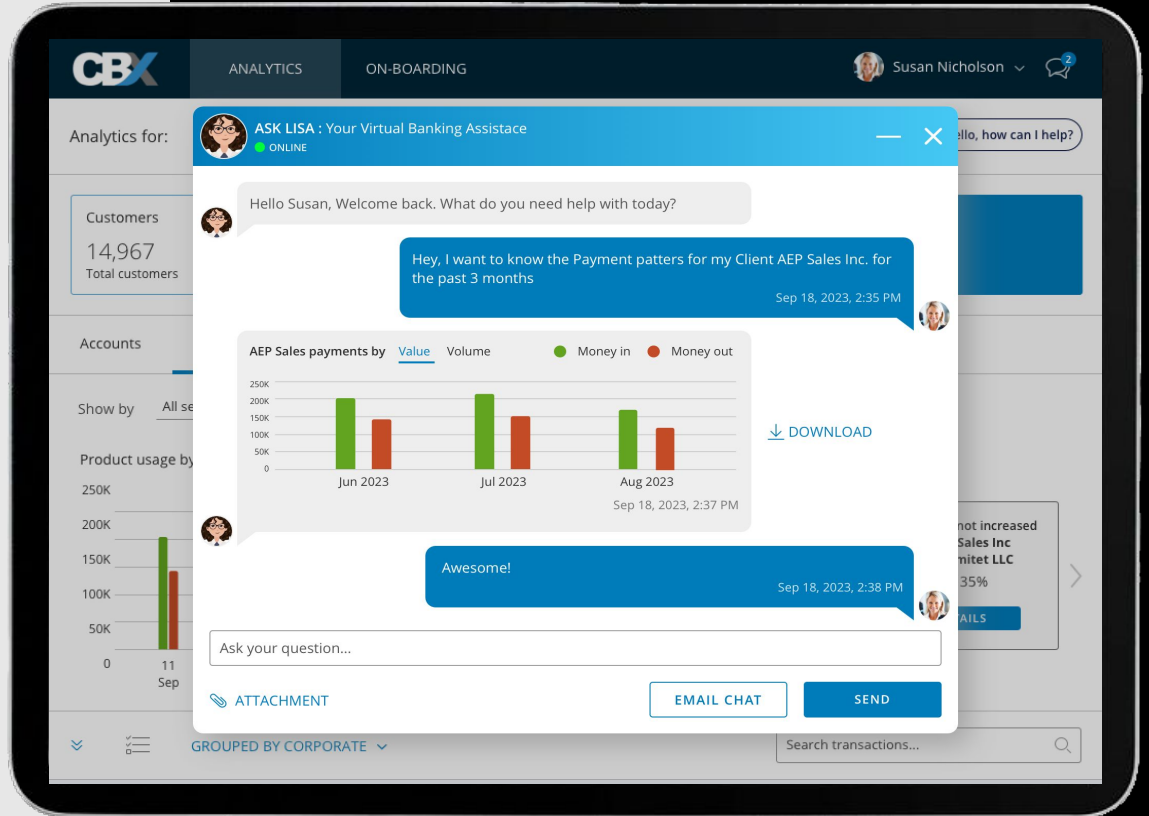 CBX
ANALYTICS
ON-BOARDING
Susan Nicholson
2
Analytics for:
how can I help?
ASK LISA : Your Virtual Banking Assistace
ONLINE
Customers
14,967
Total customers
Hello Susan, Welcome back. What do you need help with today?
Hey, I want to know the Payment patters for my Client AEP Sales Inc. for
the past 3 months
Sep 18, 2023, 2:35 PM
Accounts
AEP Sales payments by Value Volume Money in Money out
250K
200K
150K
100K
50K
0
Jun 2023 Jul 2023 Aug 2023
Sep 18, 2023, 2:37 PM
DOWNLOAD
Show by All
Product usage by
250K
200K
150K
100K
50K
0
11
Sep
not increased
Sales Inc
LLC
35%
Awesome!
Sep 18, 2023, 2:38 PM
Ask your question...
ATTACHMENT
EMAIL CHAT
SEND
GROUPED BY CORPORATE
Search transactions...